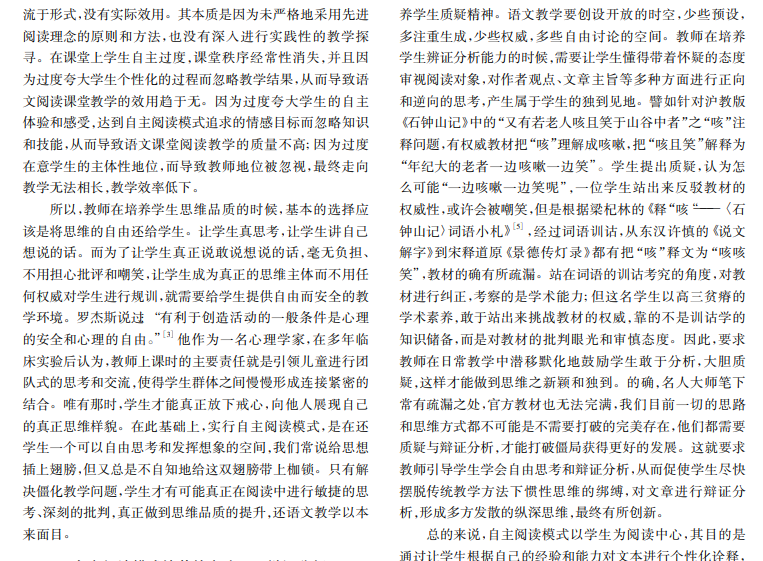 流于形式,没有实际效用。其本质是因为未严格地采用先进
阅读理念的原则和方法,也没有深入进行实践性的教学探
寻。在课堂上学生自主过度,课堂秩序经常性消失,并且因
为过度夸大学生个性化的过程而忽略教学结果,从而导致语
文阅读课堂教学的效用趋于无。因为过度夸大学生的自主
体验和感受,达到自主阅读模式追求的情感目标而忽略知识
和技能,从而导致语文课堂阅读教学的质量不高;因为过度
在意学生的主体性地位,而导致教师地位被忽视,最终走向
教学无法相长,教学效率低下。
所以,教师在培养学生思维品质的时候,基本的选择应
该是将思维的自由还给学生。让学生真思考,让学生讲自己
想说的话。而为了让学生真正说敢说想说的话,毫无负担、
不用担心批评和嘲笑,让学生成为真正的思维主体而不用任
何权威对学生进行规训,就需要给学生提供自由而安全的教
学环境。罗杰斯说过:“有利于创造活动的一般条件是心理
的安全和心理的自由。”[3]他作为一名心理学家,在多年临
床实验后认为,教师上课时的主要责任就是引领儿童进行团
队式的思考和交流,使得学生群体之间慢慢形成连接紧密的
结合。唯有那时,学生才能真正放下戒心,向他人展现自己
的真正思维样貌。在此基础上,实行自主阅读模式,是在还
学生一个可以自由思考和发挥想象的空间,我们常说给思想
插上翅膀,但又总是不自知地给这双翅膀带上枷锁。只有解
决僵化教学问题,学生才有可能真正在阅读中进行敏捷的思
考、深刻的批判,真正做到思维品质的提升,还语文教学以本
来面目。
养学生质疑精神。语文教学要创设开放的时空,少些预设,
多注重生成,少些权威,多些自由讨论的空间。教师在培养
学生辨证分析能力的时候,需要让学生懂得带着怀疑的态度
审视阅读对象,对作者观点、文章主旨等多种方面进行正向
和逆向的思考,产生属于学生的独到见地。譬如针对沪教版
《石钟山记》中的“又有若老人咳且笑于山谷中者”之“咳”注
释问题,有权威教材把“咳”理解成咳嗽,把“咳且笑”解释为
“年纪大的老者一边咳嗽一边笑”。学生提出质疑,认为怎
么可能“一边咳嗽一边笑呢”,一位学生站出来反驳教材的
权威性,或许会被嘲笑,但是根据梁杞林的《释“咳“——〈石
钟山记〉词语小札》[5],经过词语训诂,从东汉许慎的《说文
解字》到宋释道原《景德传灯录》都有把“咳”释文为“咳咳
笑”,教材的确有所疏漏。站在词语的训诂考究的角度,对教
材进行纠正,考察的是学术能力;但这名学生以高三贫瘠的
学术素养,敢于站出来挑战教材的权威,靠的不是训诂学的
知识储备,而是对教材的批判眼光和审慎态度。因此,要求
教师在日常教学中潜移默化地鼓励学生敢于分析,大胆质
疑,这样才能做到思维之新颖和独到。的确,名人大师笔下
常有疏漏之处,官方教材也无法完满,我们目前一切的思路
和思维方式都不可能是不需要打破的完美存在,他们都需要
质疑与辩证分析,才能打破僵局获得更好的发展。这就要求
教师引导学生学会自由思考和辩证分析,从而促使学生尽快
摆脱传统教学方法下惯性思维的绑缚,对文章进行辩证分
析,形成多方发散的纵深思维,最终有所创新。
总的来说,自主阅读模式以学生为阅读中心,其目的是
通过让学生根据自己的经验和能力对文本进行个性化诠释,